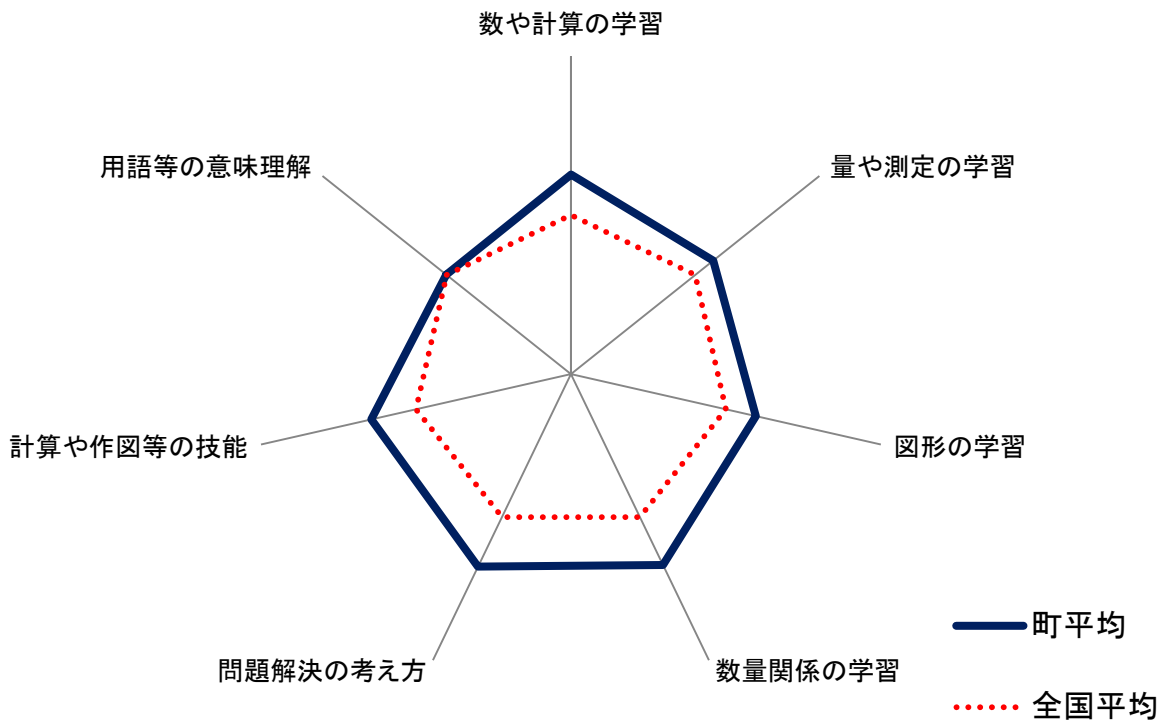 数や計算の学習
量や測定の学習
図形の学習
数量関係の学習
問題解決の考え方
計算や作図等の技能
用語等の意味理解
町平均
全国平均